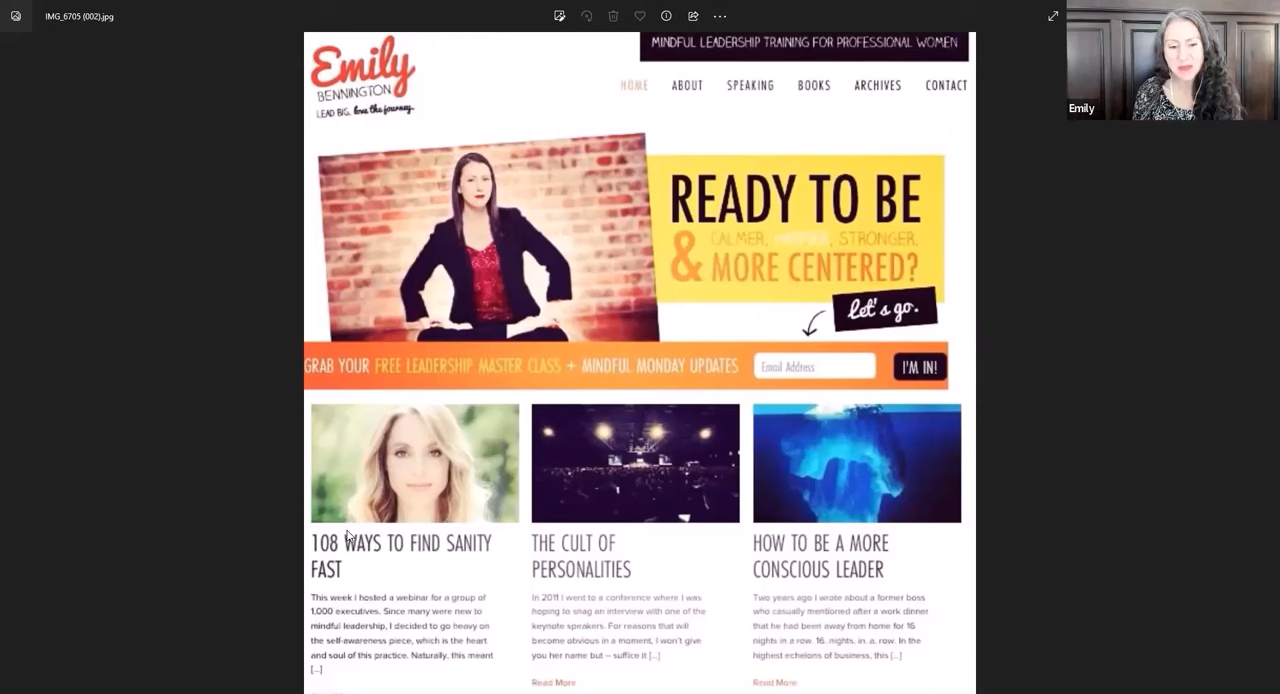 IMG_6705 (002).jpg
Emily
Emily
BENNINGTON
LEAD BIG. love the journey.
MINDFUL LEADERSHIP TRAINING FOR PROFESSIONAL WOMEN
HOME ABOUT SPEAKING BOOKS ARCHIVES CONTACT
READY TO BE
CALMER, HAPPIER, STRONGER,
& MORE CENTERED?
let's go.
GRAB YOUR FREE LEADERSHIP MASTER CLASS + MINDFUL MONDAY UPDATES
Email Address
I'M IN!
108 WAYS TO FIND SANITY
FAST
This week I hosted a webinar for a group of
1,000 executives. Since many were new to
mindful leadership, I decided to go heavy on
the self-awareness piece, which is the heart
and soul of this practice. Naturally, this meant
[...]
THE CULT OF
PERSONALITIES
In 2011 I went to a conference where I was
hoping to snag an interview with one of the
keynote speakers. For reasons that will
become obvious in a moment, I won't give
you her name but – suffice it [...]
Read More
HOW TO BE A MORE
CONSCIOUS LEADER
Two years ago I wrote about a former boss
who casually mentioned after a work dinner
that he had been away from home for 16
nights in a row. 16. nights. in. a. row. In the
highest echelons of business, this [...]
Read More